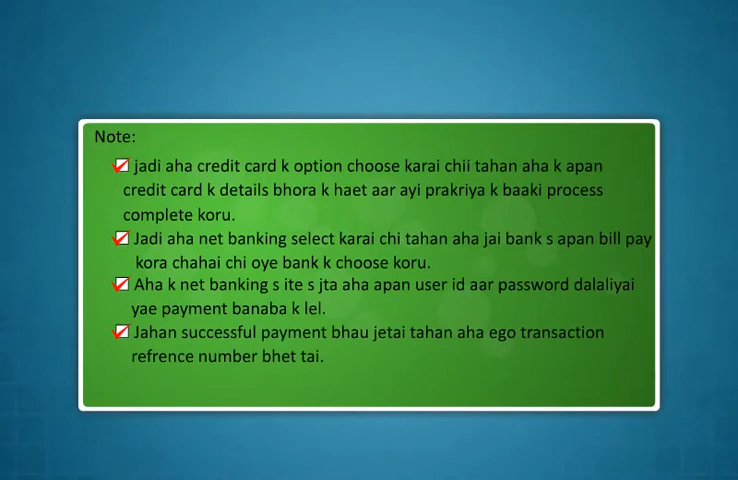 Note:
jadi aha credit card k option choose karai chii tahan aha k apan
credit card k details bhora k haet aar ayi prakriya k baaki process
complete koru.
Jadi aha net banking select karai chi tahan aha jai bank s apan bill pay
kora chahai chi oye bank k choose koru.
Aha k net banking s ite s jta aha apan user id aar password dalaliyai
yae payment banaba k lel.
Jahan successful payment bhau jetai tahan aha ego transaction
refrence number bhet tai.